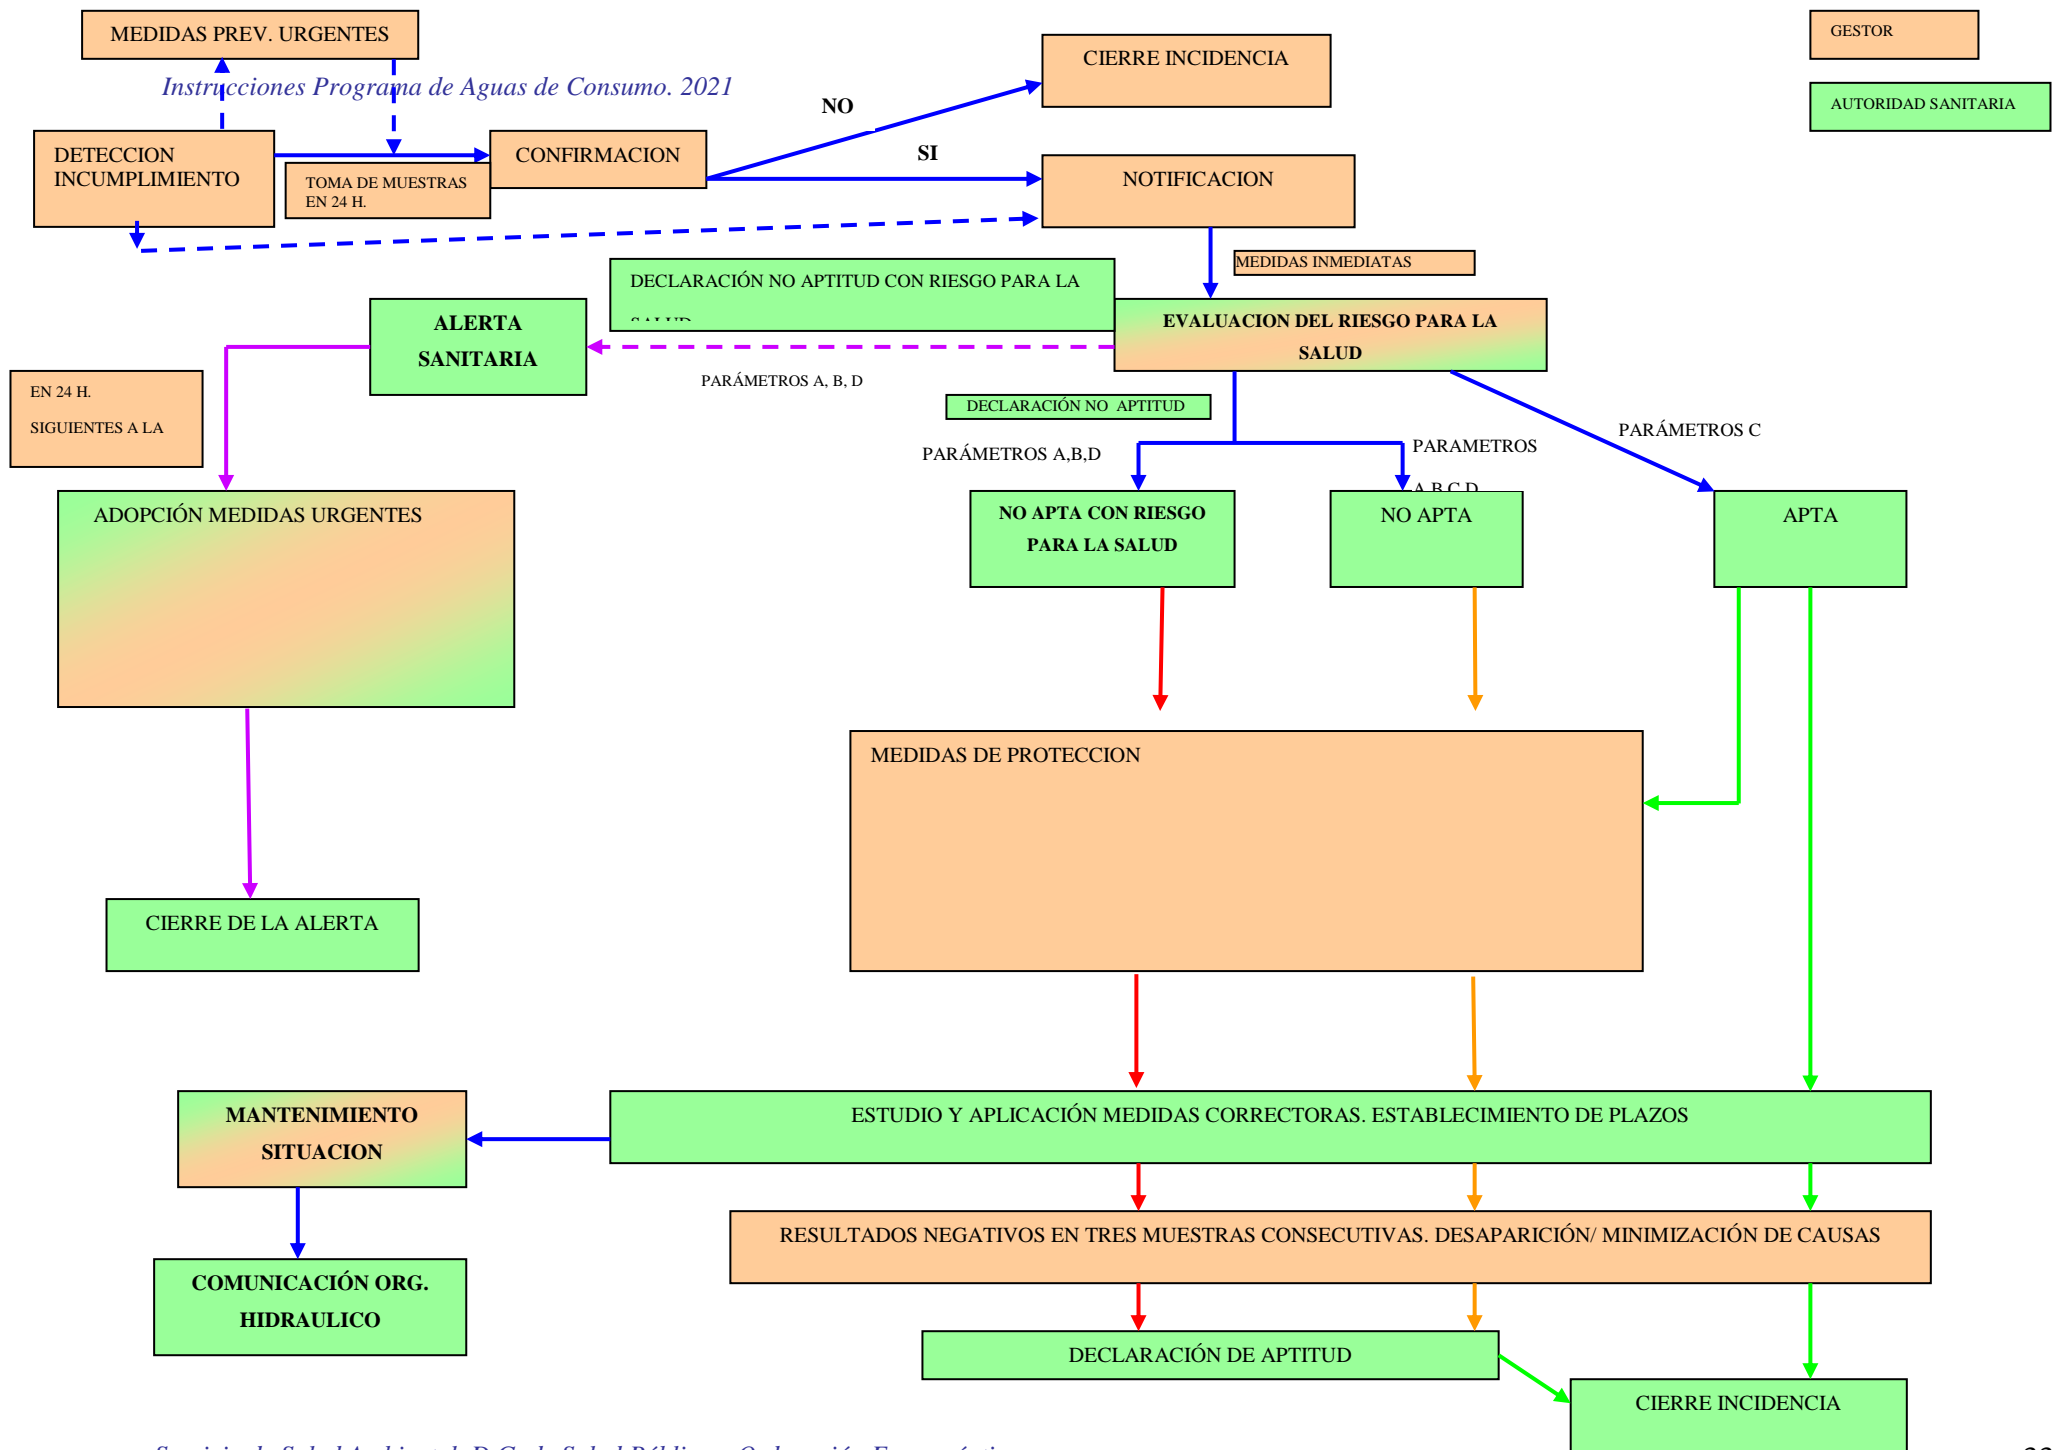 MEDIDAS PREV. URGENTES
GESTOR
CIERRE INCIDENCIA
Instrucciones Programa de Aguas de Consumo. 2021
AUTORIDAD SANITARIA
NO
DETECCION
INCUMPLIMIENTO
CONFIRMACION
SI
TOMA DE MUESTRAS
EN 24 H.
NOTIFICACION
MEDIDAS INMEDIATAS
DECLARACIÓN NO APTITUD CON RIESGO PARA LA
SALUD
ALERTA
SANITARIA
EVALUACION DEL RIESGO PARA LA
SALUD
PARÁMETROS A, B, D
EN 24 H.
SIGUIENTES A LA
DECLARACIÓN NO APTITUD
PARÁMETROS C
PARÁMETROS A,B,D
PARAMETROS
A,B,C,D
ADOPCIÓN MEDIDAS URGENTES
NO APTA CON RIESGO
PARA LA SALUD
NO APTA
APTA
MEDIDAS DE PROTECCION
CIERRE DE LA ALERTA
MANTENIMIENTO
SITUACION
ESTUDIO Y APLICACIÓN MEDIDAS CORRECTORAS. ESTABLECIMIENTO DE PLAZOS
RESULTADOS NEGATIVOS EN TRES MUESTRAS CONSECUTIVAS. DESAPARICIÓN/ MINIMIZACIÓN DE CAUSAS
COMUNICACIÓN ORG.
HIDRAULICO
DECLARACIÓN DE APTITUD
CIERRE INCIDENCIA